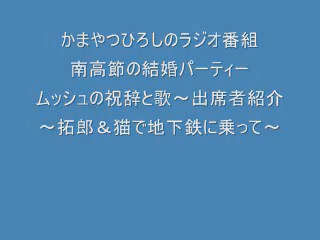 かまやつひろしのラジオ番組
南高節の結婚パーティー
ムッシュの祝辞と歌～出席者紹介
～拓郎＆猫で地下鉄に乗って～